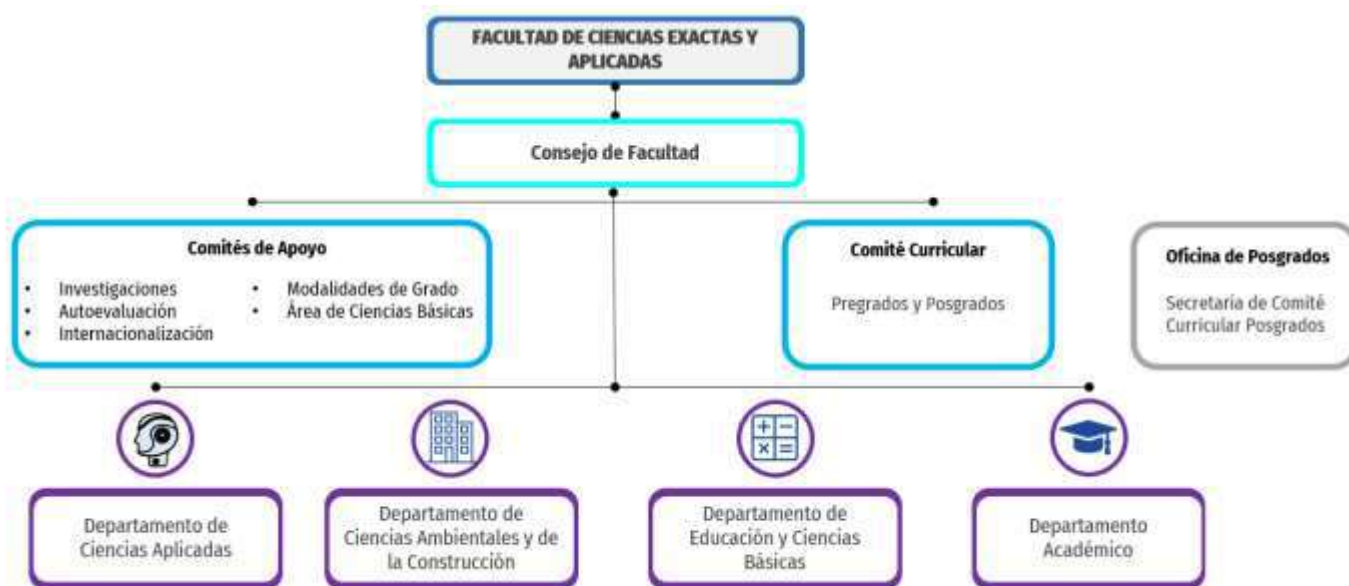 FACULTAD DE CIENCIAS EXACTAS Y
APLICADAS
Consejo de Facultad
Comités de Apoyo
• Investigaciones
• Autoevaluación
• Internacionalización
• Modalidades de Grado
• Área de Ciencias Básicas
Comité Curricular
Pregrados y Posgrados
Oficina de Posgrados
Secretaría de Comité
Curricular Posgrados
Departamento de
Ciencias Aplicadas
Departamento de
Ciencias Ambientales y de
la Construcción
Departamento de
Educación y Ciencias
Básicas
Departamento
Académico